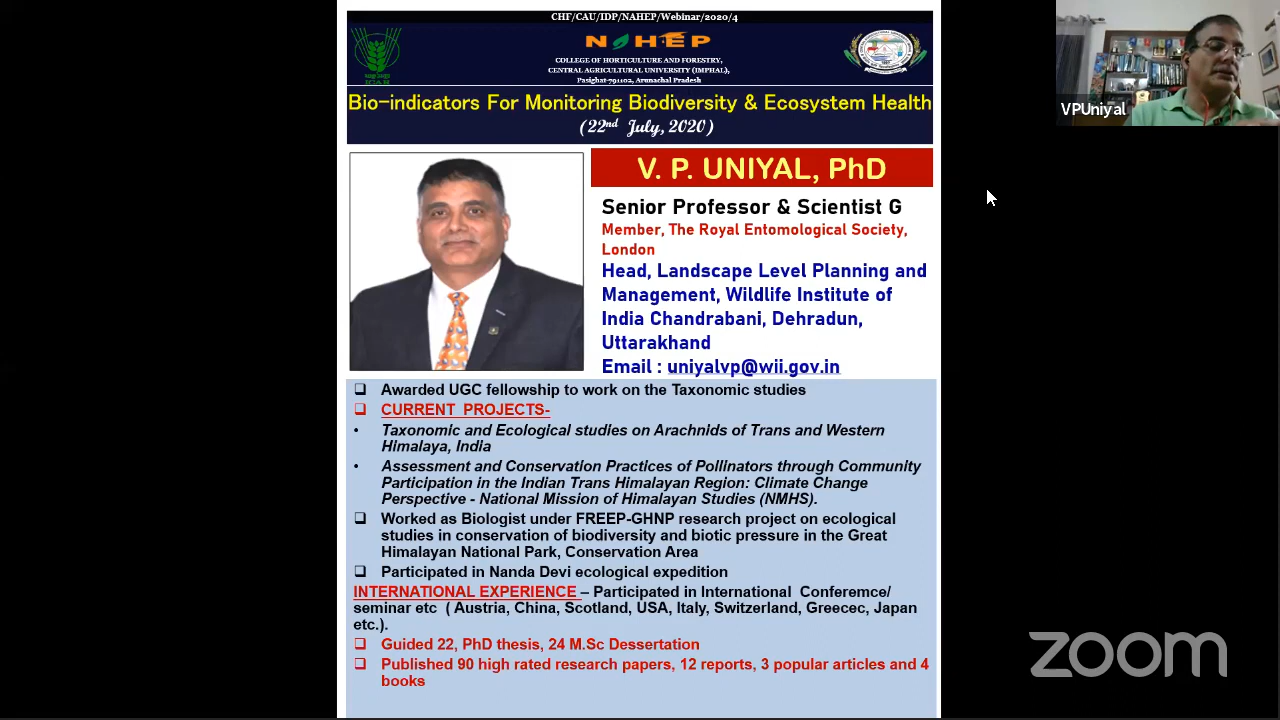 CHF/CAU/IDP/NAHEP/Webinar/2020/4
NAHEP
COLLEGE OF HORTICULTURE AND FORESTRY,
CENTRAL AGRICULTURAL UNIVERSITY (IMPHAL),
Pasighat-791102, Arunachal Pradesh
ICAR
Bio-indicators For Monitoring Biodiversity & Ecosystem Health
(22nd July, 2020)
VPUniyal
V. P. UNIYAL, PhD
Senior Professor & Scientist G
Member, The Royal Entomological Society,
London
Head, Landscape Level Planning and
Management, Wildlife Institute of
India Chandrabani, Dehradun,
Uttarakhand
Email : uniyalvp@wii.gov.in
❑ Awarded UGC fellowship to work on the Taxonomic studies
❑ CURRENT PROJECTS-
• Taxonomic and Ecological studies on Arachnids of Trans and Western
Himalaya, India
• Assessment and Conservation Practices of Pollinators through Community
Participation in the Indian Trans Himalayan Region: Climate Change
Perspective - National Mission of Himalayan Studies (NMHS).
❑ Worked as Biologist under FREEP-GHNP research project on ecological
studies in conservation of biodiversity and biotic pressure in the Great
Himalayan National Park, Conservation Area
❑ Participated in Nanda Devi ecological expedition
INTERNATIONAL EXPERIENCE – Participated in International Conferemce/
seminar etc ( Austria, China, Scotland, USA, Italy, Switzerland, Greecec, Japan
etc.).
❑ Guided 22, PhD thesis, 24 M.Sc Dessertation
❑ Published 90 high rated research papers, 12 reports, 3 popular articles and 4
books
zoom